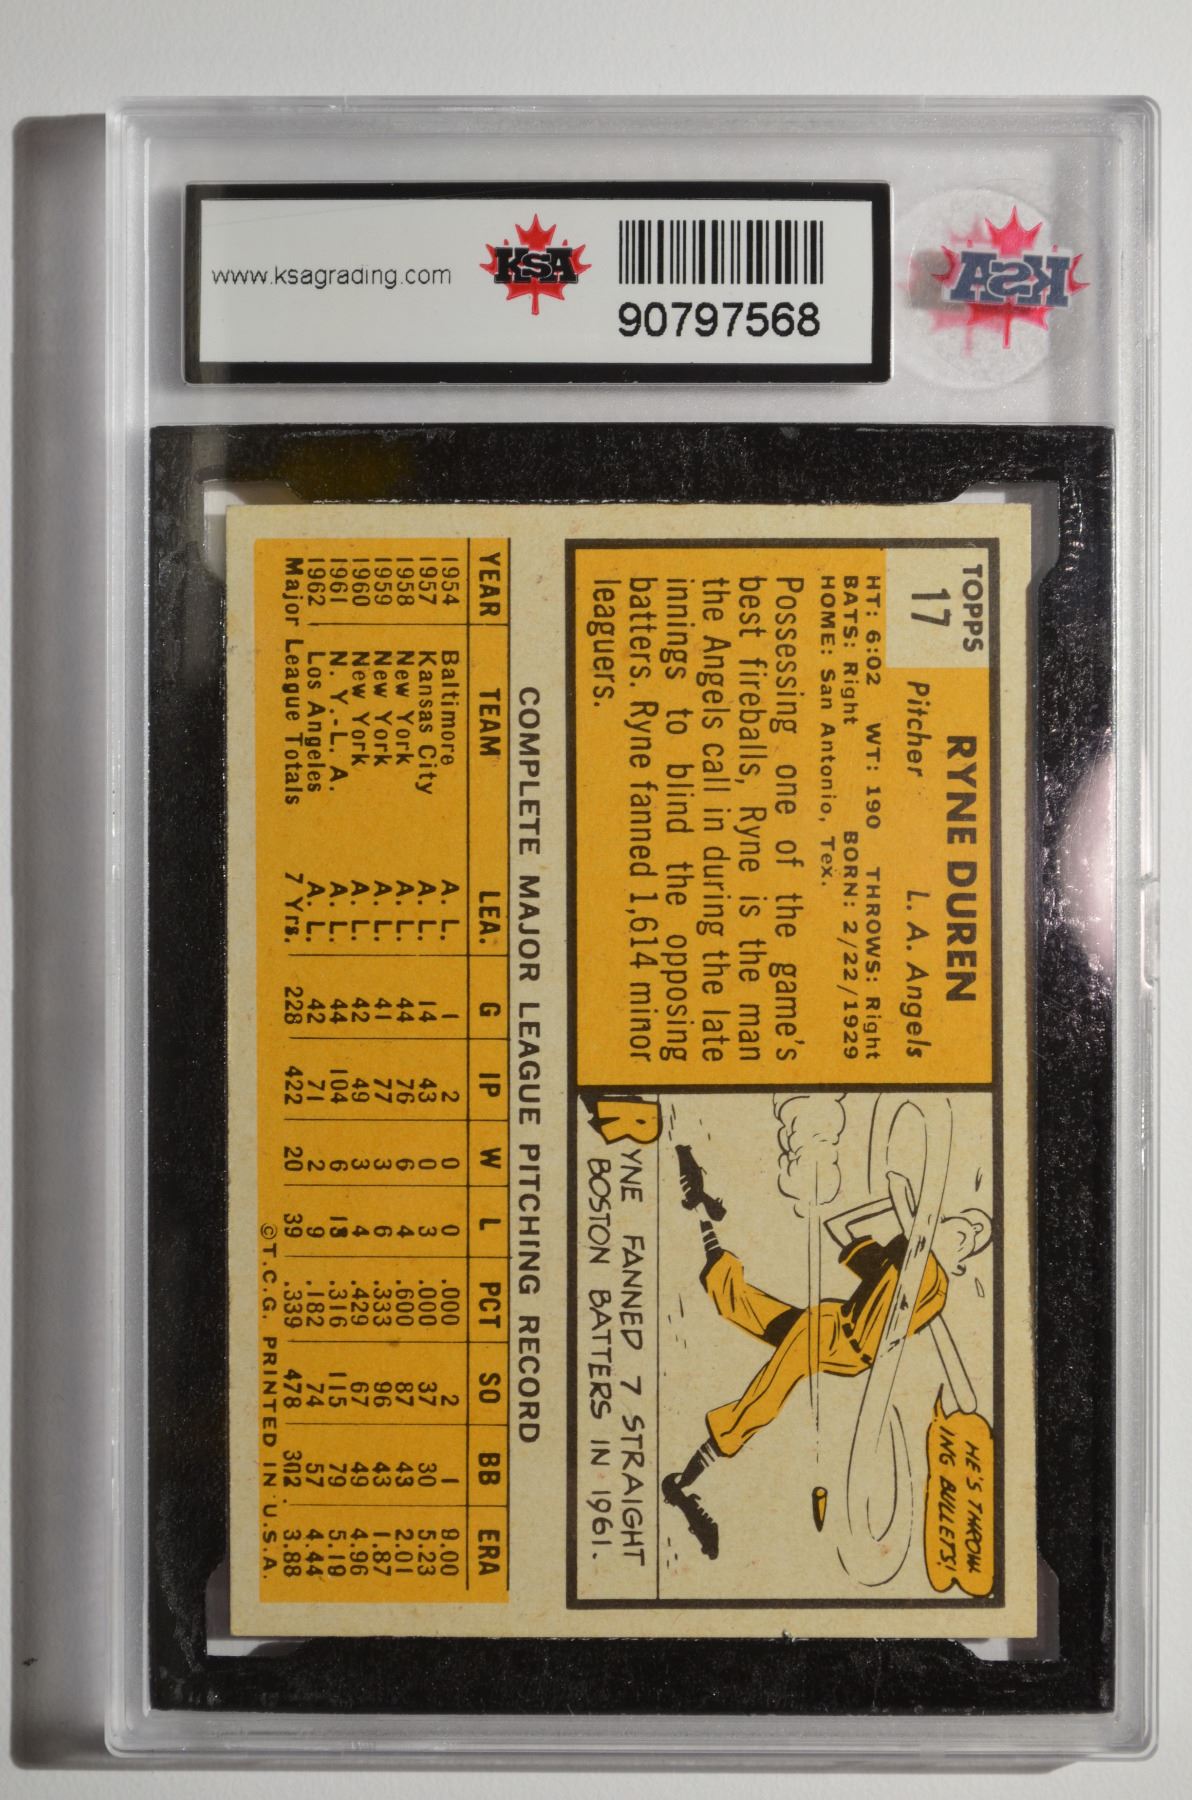 www.ksagrading.com
KSA
90797568
KSA
TOPPS
17
RYNE DUREN
Pitcher L. A. Angels
HT: 6:02 WT: 190 THROWS: Right
BATS: Right BORN: 2/22/1929
HOME: San Antonio, Tex.
Possessing one of the game's
best fireballs, Ryne is the man
the Angels call in during the late
innings to blind the opposing
batters. Ryne fanned 1,614 minor
leaguers.
HE'S THROW-
ING BULLETS!
RYNE FANNED 7 STRAIGHT
BOSTON BATTERS IN 1961.
COMPLETE MAJOR LEAGUE PITCHING RECORD
YEAR TEAM LEA. G IP W L PCT SO BB ERA
1954 Baltimore A. L. 1 2 0 0 .000 2 1 9.00
1957 Kansas City A. L. 14 43 0 3 .000 37 30 5.23
1958 New York A. L. 44 76 6 4 .600 87 43 2.01
1959 New York A. L. 41 77 3 6 .333 96 43 1.87
1960 New York A. L. 42 49 3 4 .429 67 49 4.96
1961 N. Y.-L. A. A. L. 44 104 6 13 .316 115 79 5.19
1962 Los Angeles A. L. 42 71 2 9 .182 74 57 4.44
Major League Totals 7 Yrs. 228 422 20 39 .339 478 302 3.88
©T.C.G. PRINTED IN U.S.A.